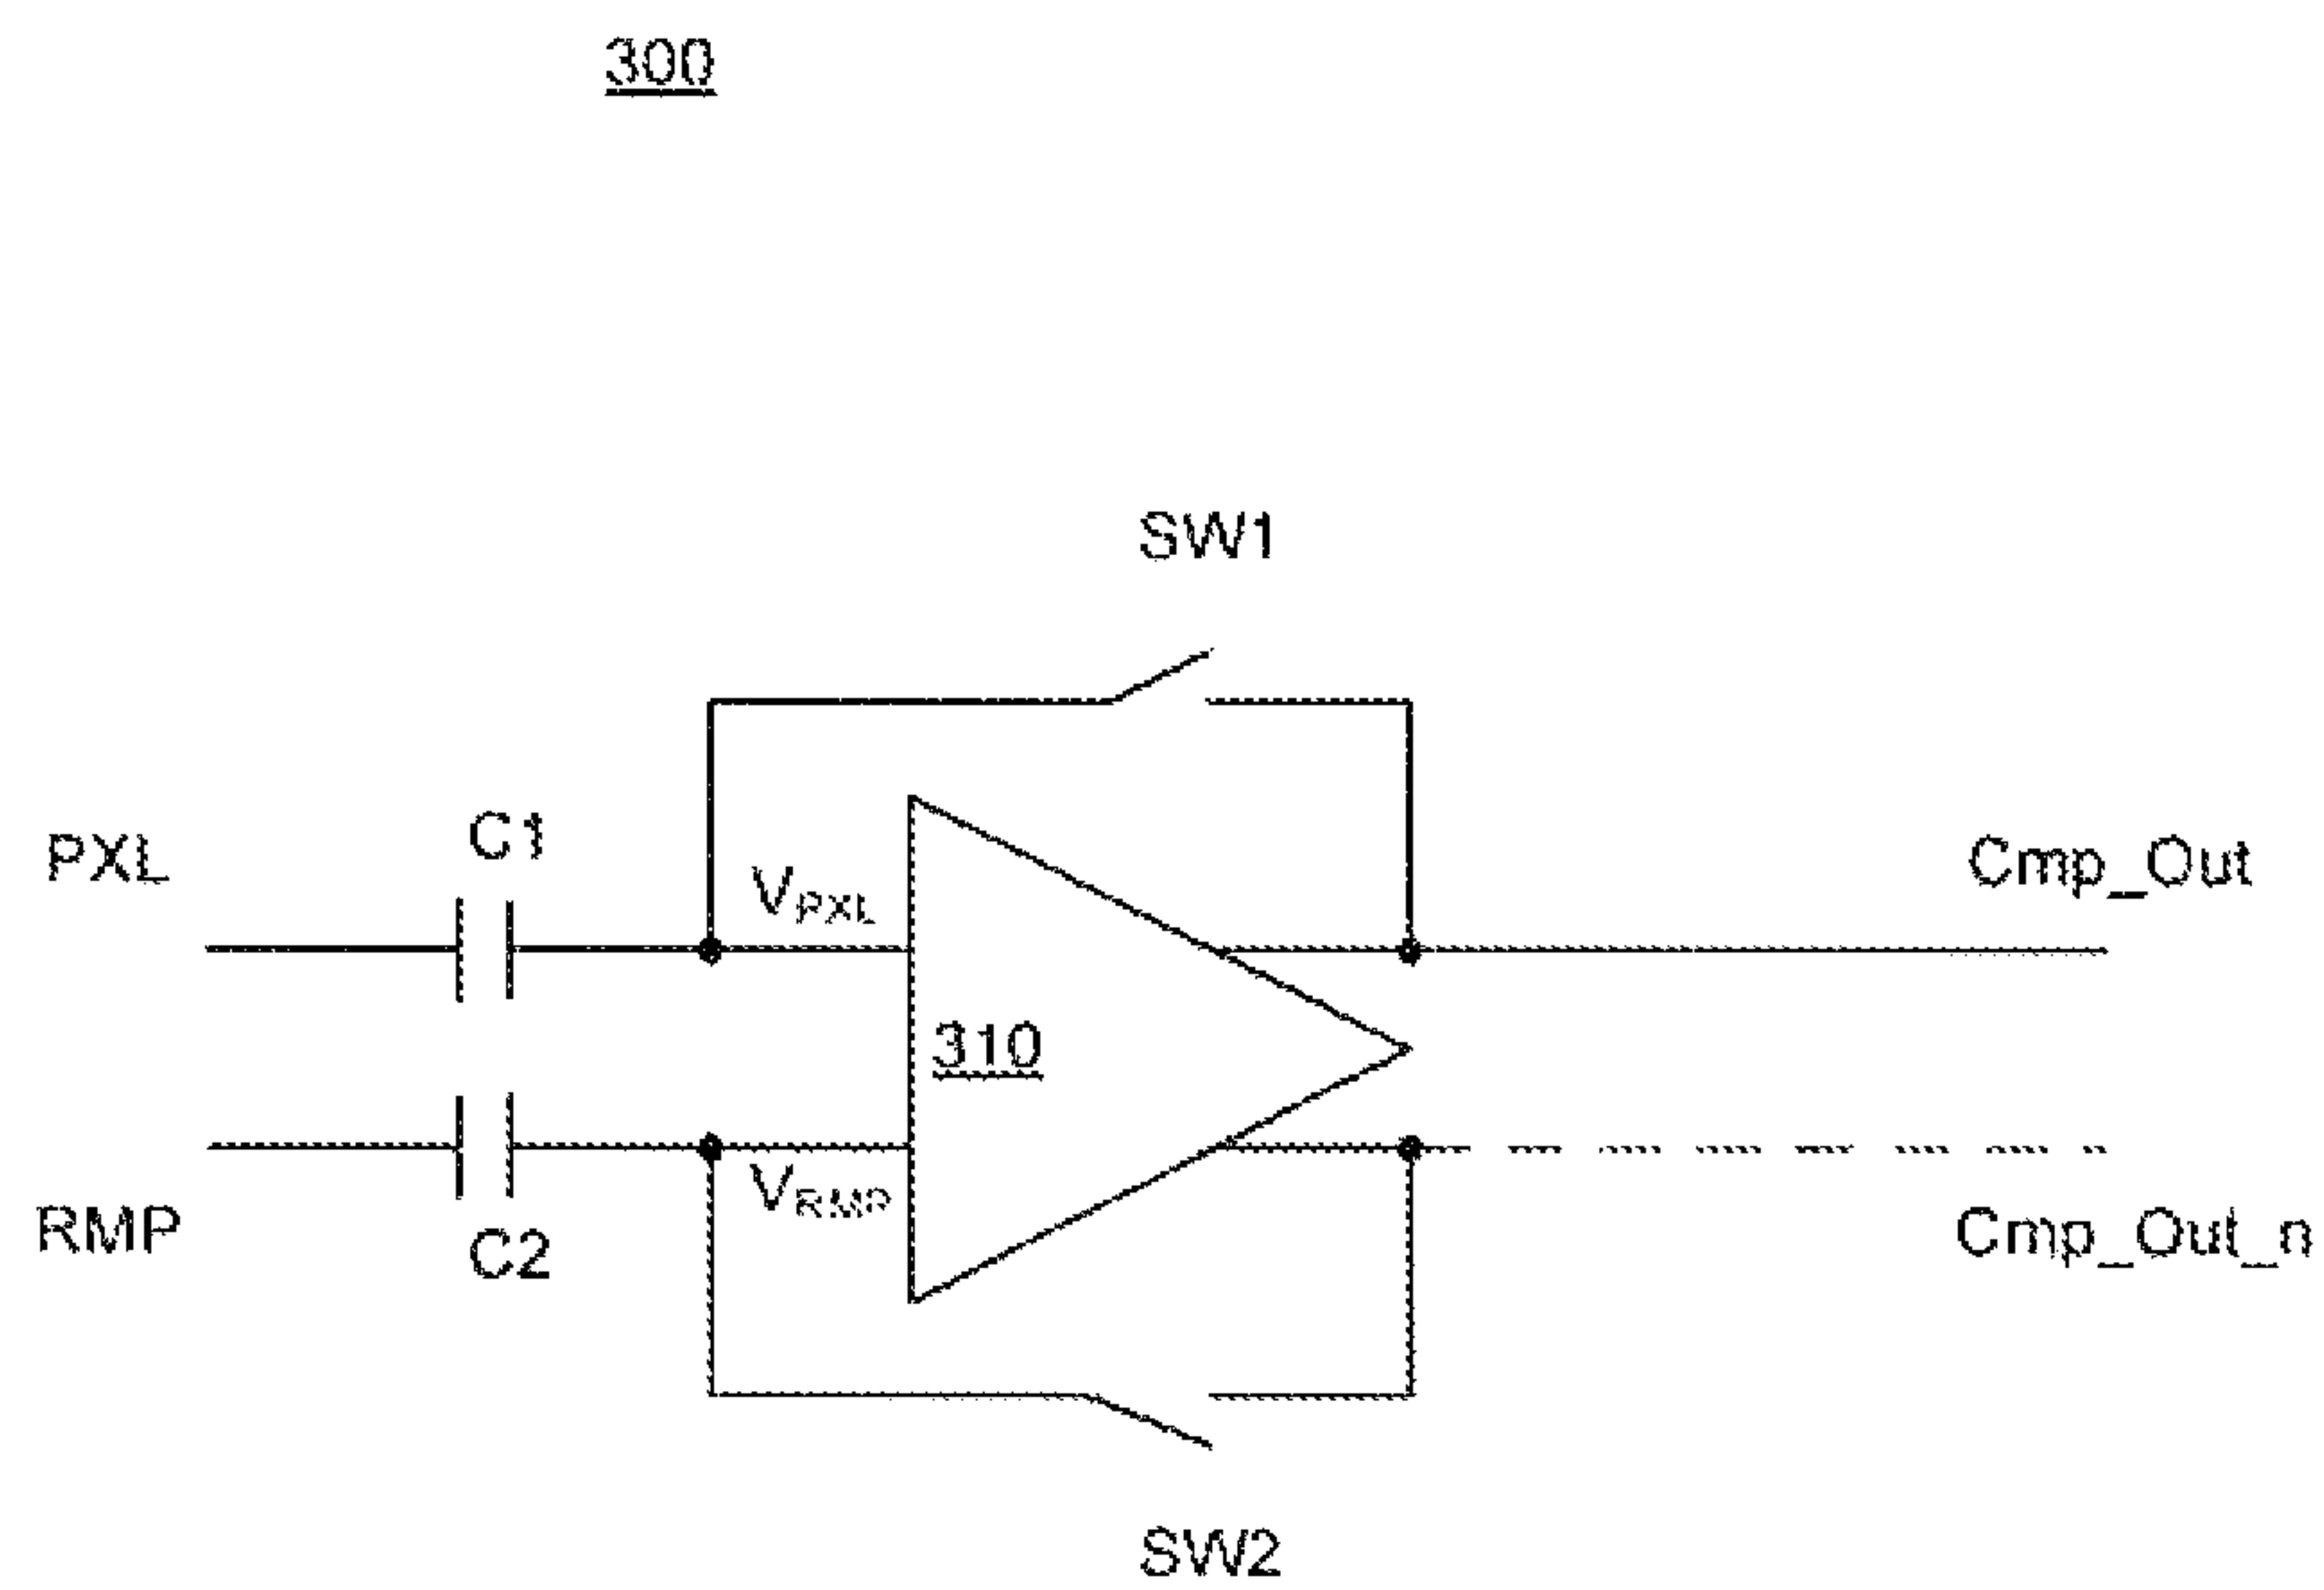 300
SW1
PXL
C1
VPXL
Cmp_Out
310
RMP
C2
VRMP
Cmp_Out_n
SW2